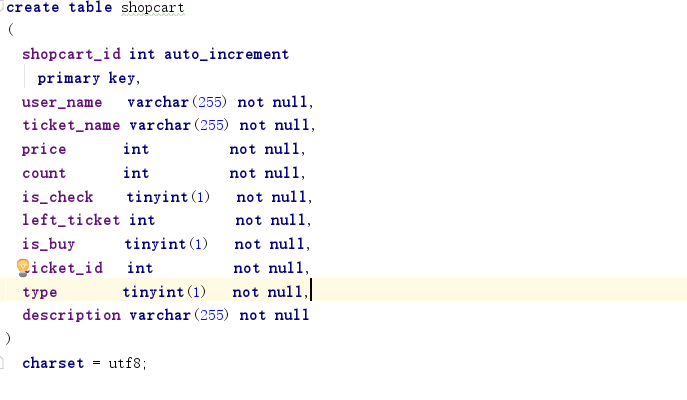 create table shopcart
(
shopcart_id int auto_increment
primary key,
user_name varchar(255) not null,
ticket_name varchar(255) not null,
price int not null,
count int not null,
is_check tinyint(1) not null,
left_ticket int not null,
is_buy tinyint(1) not null,
ticket_id int not null,
type tinyint(1) not null,
description varchar(255) not null
)
charset = utf8;